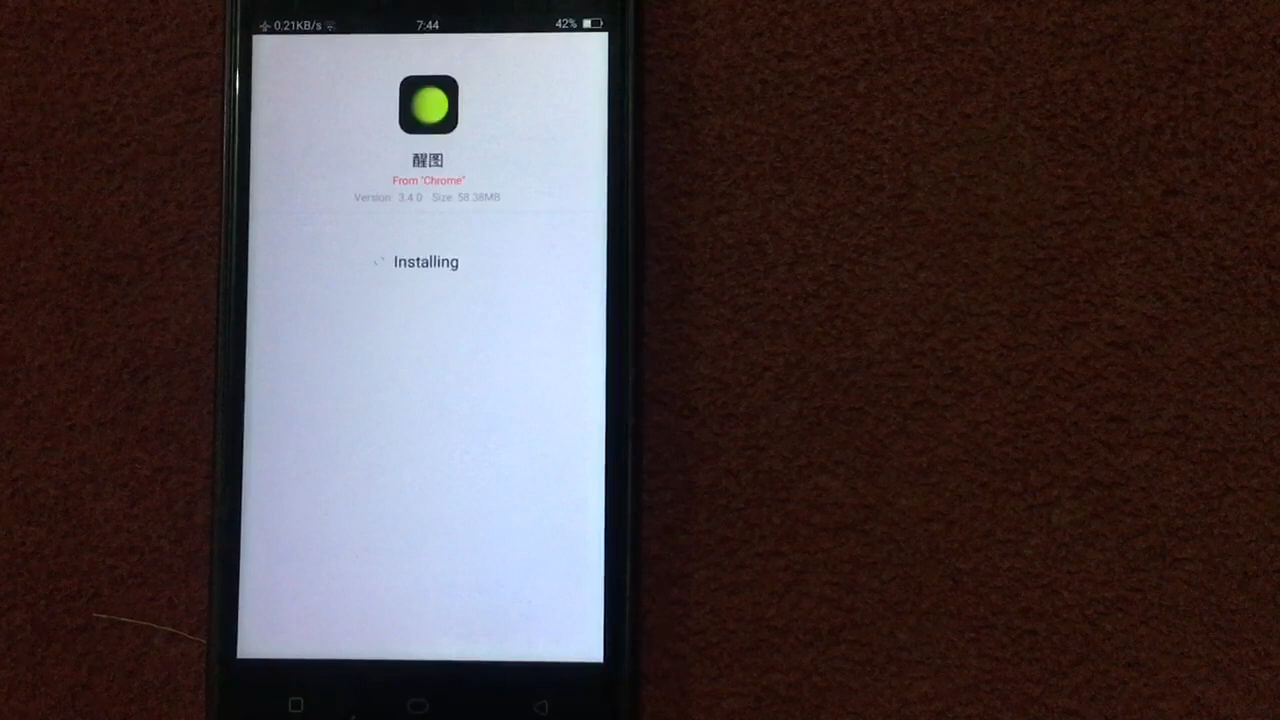 0.21KB/s 7:44 42%
醒图
From "Chrome"
Version: 3.4.0 Size: 58.38MB
Installing